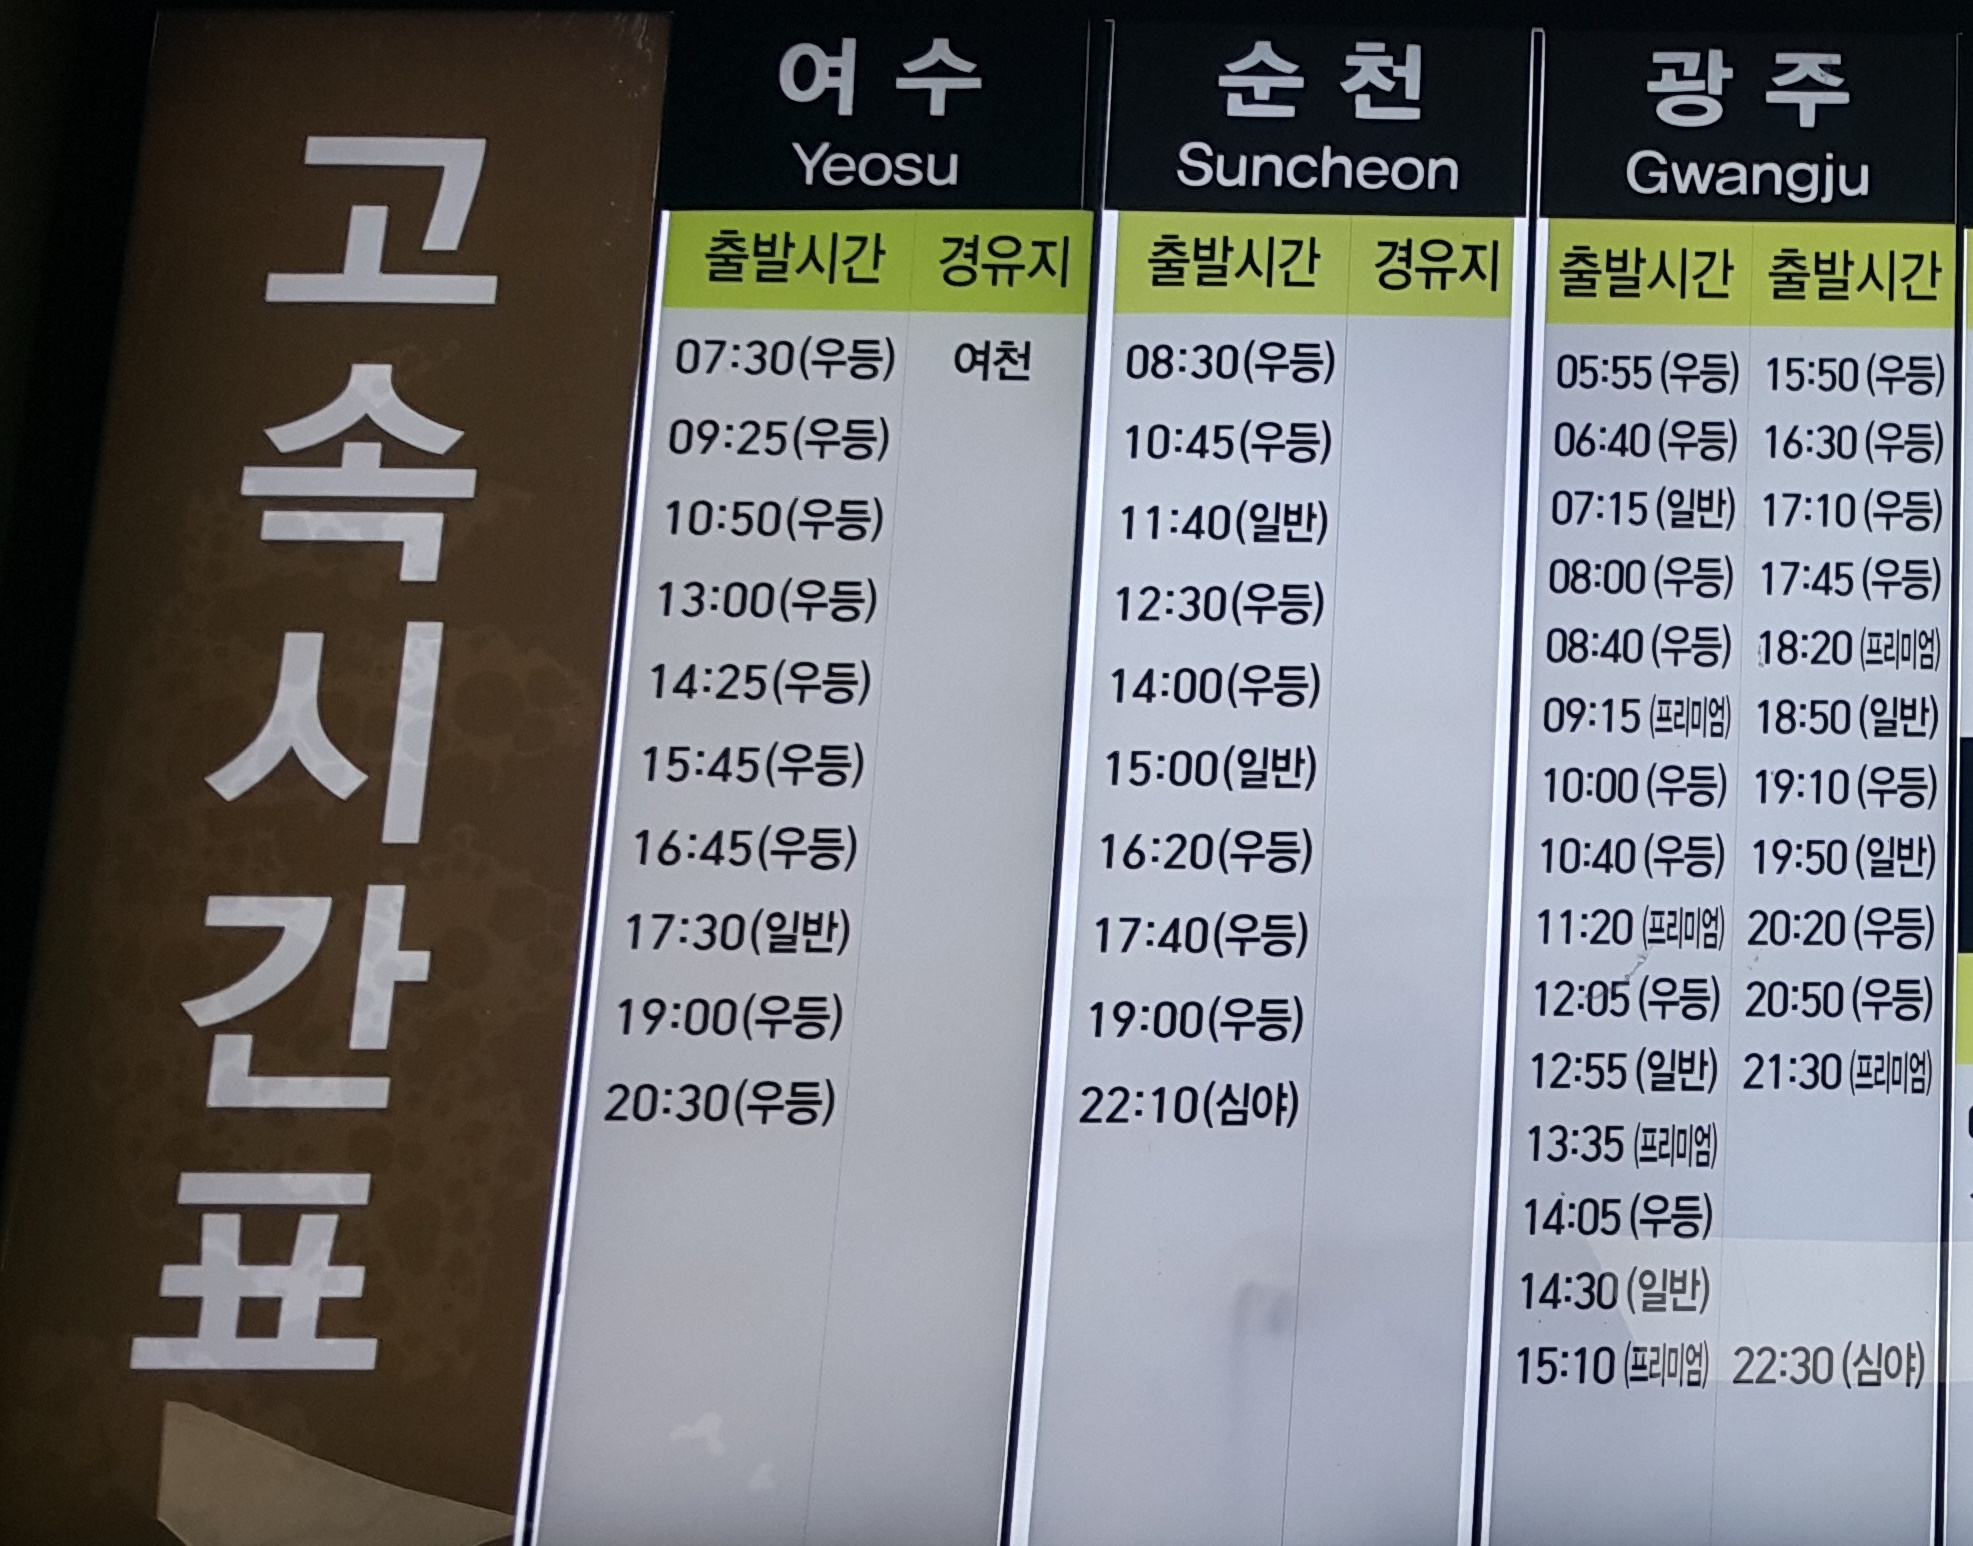 고속시간표
여수
Yeosu
출발시간 경유지
07:30(우등) 여천
09:25(우등)
10:50(우등)
13:00(우등)
14:25(우등)
15:45(우등)
16:45(우등)
17:30(일반)
19:00(우등)
20:30(우등)
순천
Suncheon
출발시간 경유지
08:30(우등)
10:45(우등)
11:40(일반)
12:30(우등)
14:00(우등)
15:00(일반)
16:20(우등)
17:40(우등)
19:00(우등)
22:10(심야)
광주
Gwangju
출발시간 출발시간
05:55 (우등) 15:50 (우등)
06:40 (우등) 16:30 (우등)
07:15 (일반) 17:10 (우등)
08:00 (우등) 17:45 (우등)
08:40 (우등) 18:20 (프리미엄)
09:15 (프리미엄) 18:50 (일반)
10:00 (우등) 19:10 (우등)
10:40 (우등) 19:50 (일반)
11:20 (프리미엄) 20:20 (우등)
12:05 (우등) 20:50 (우등)
12:55 (일반) 21:30 (프리미엄)
13:35 (프리미엄)
14:05 (우등)
14:30 (일반)
15:10 (프리미엄) 22:30 (심야)